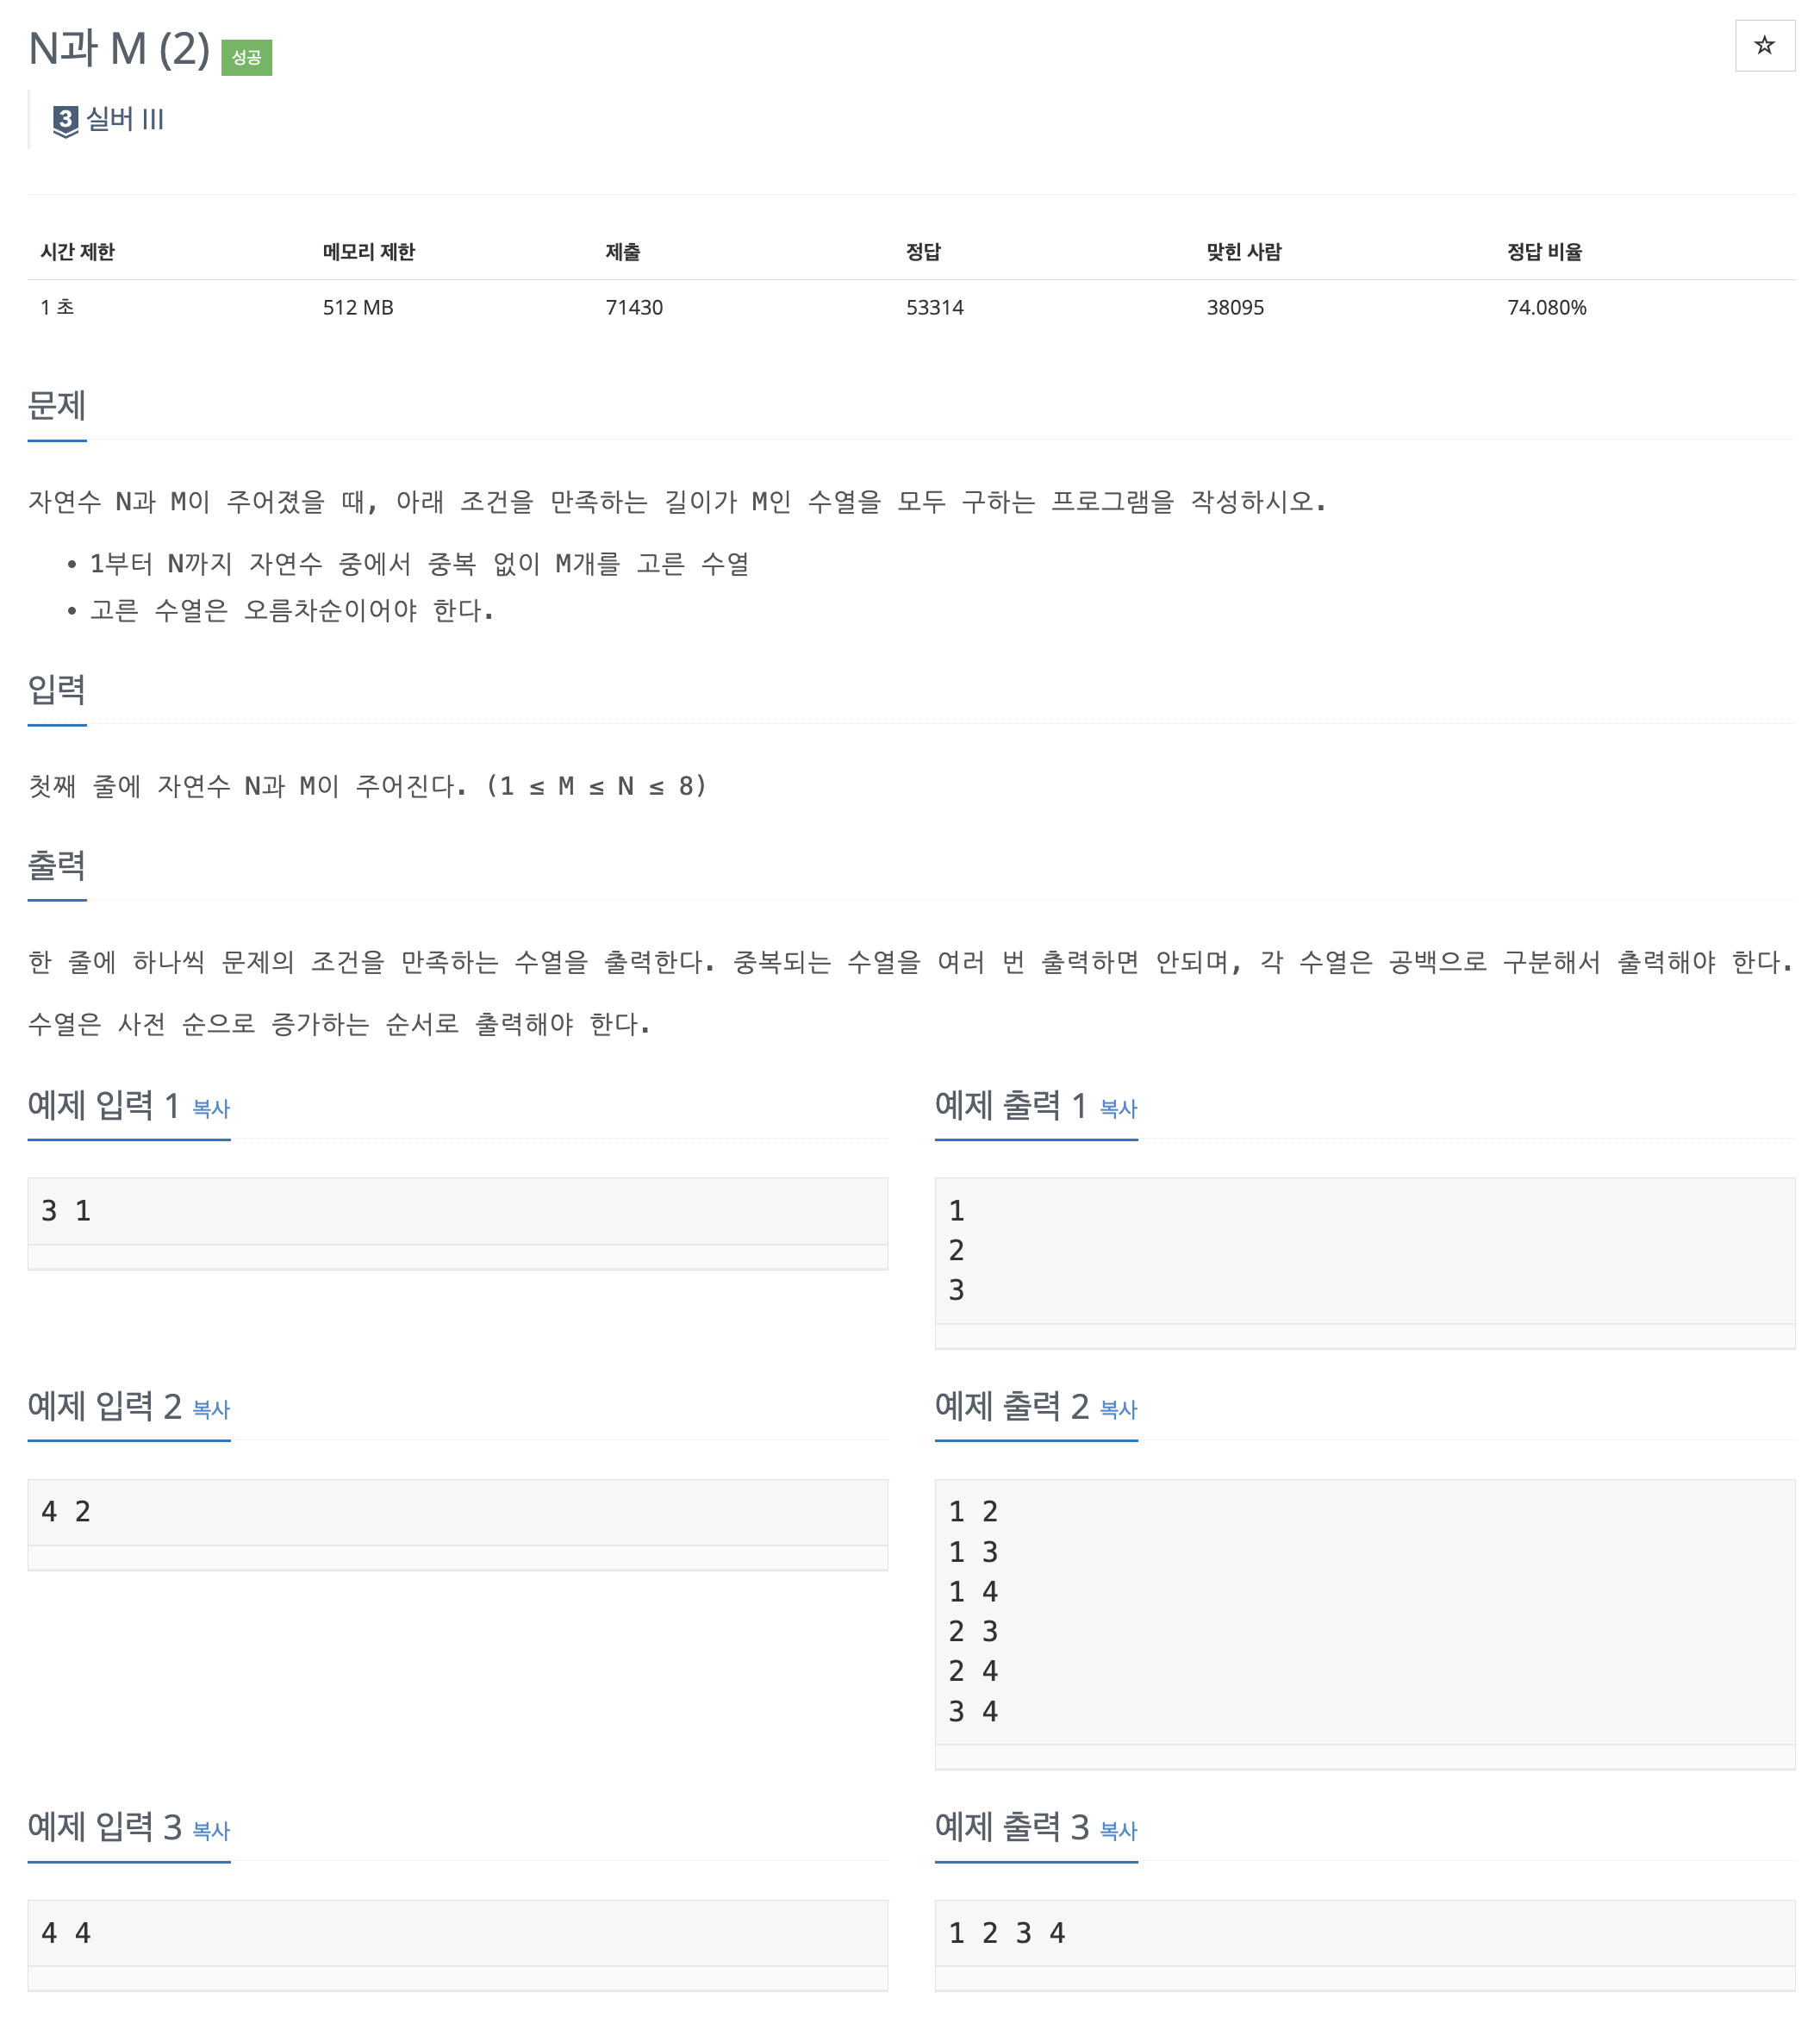 N과 M (2) 성공
3 실버 III
시간 제한 메모리 제한 제출 정답 맞힌 사람 정답 비율
1 초 512 MB 71430 53314 38095 74.080%
문제
자연수 N과 M이 주어졌을 때, 아래 조건을 만족하는 길이가 M인 수열을 모두 구하는 프로그램을 작성하시오.
• 1부터 N까지 자연수 중에서 중복 없이 M개를 고른 수열
• 고른 수열은 오름차순이어야 한다.
입력
첫째 줄에 자연수 N과 M이 주어진다. (1 ≤ M ≤ N ≤ 8)
출력
한 줄에 하나씩 문제의 조건을 만족하는 수열을 출력한다. 중복되는 수열을 여러 번 출력하면 안되며, 각 수열은 공백으로 구분해서 출력해야 한다.
수열은 사전 순으로 증가하는 순서로 출력해야 한다.
예제 입력 1 복사
3 1
예제 출력 1 복사
1
2
3
예제 입력 2 복사
4 2
예제 출력 2 복사
1 2
1 3
1 4
2 3
2 4
3 4
예제 입력 3 복사
4 4
예제 출력 3 복사
1 2 3 4